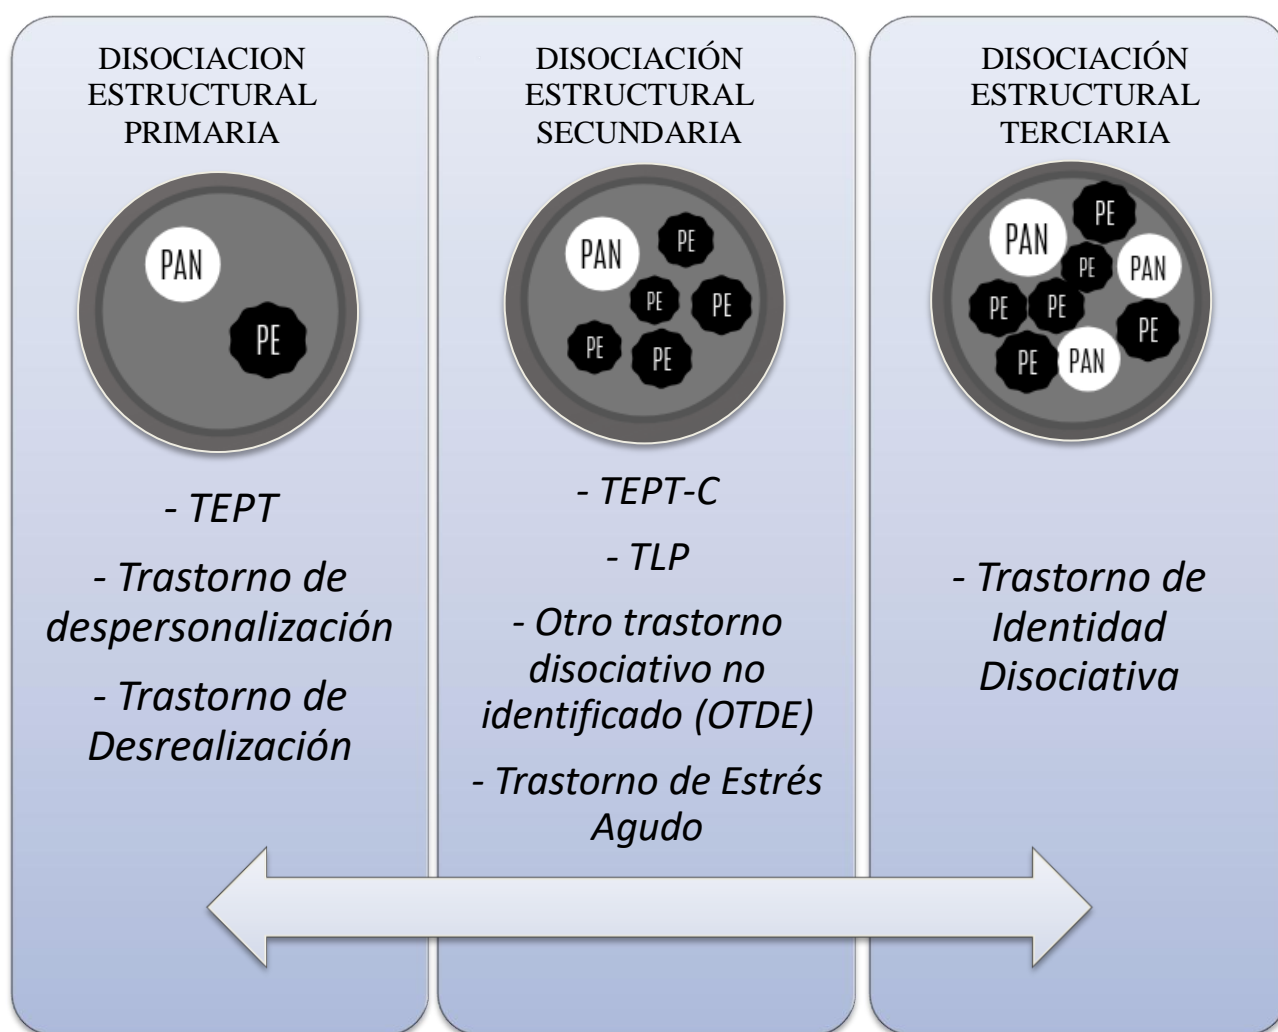 DISOCIACION
ESTRUCTURAL
PRIMARIA
PAN
PE
- TEPT
- Trastorno de
despersonalización
- Trastorno de
Desrealización
DISOCIACIÓN
ESTRUCTURAL
SECUNDARIA
PAN
PE
PE
PE
PE
PE
- TEPT-C
- TLP
- Otro trastorno
disociativo no
identificado (OTDE)
- Trastorno de Estrés
Agudo
DISOCIACIÓN
ESTRUCTURAL
TERCIARIA
PE
PAN
PE
PAN
PE
PE
PE
PE
PAN
- Trastorno de
Identidad
Disociativa